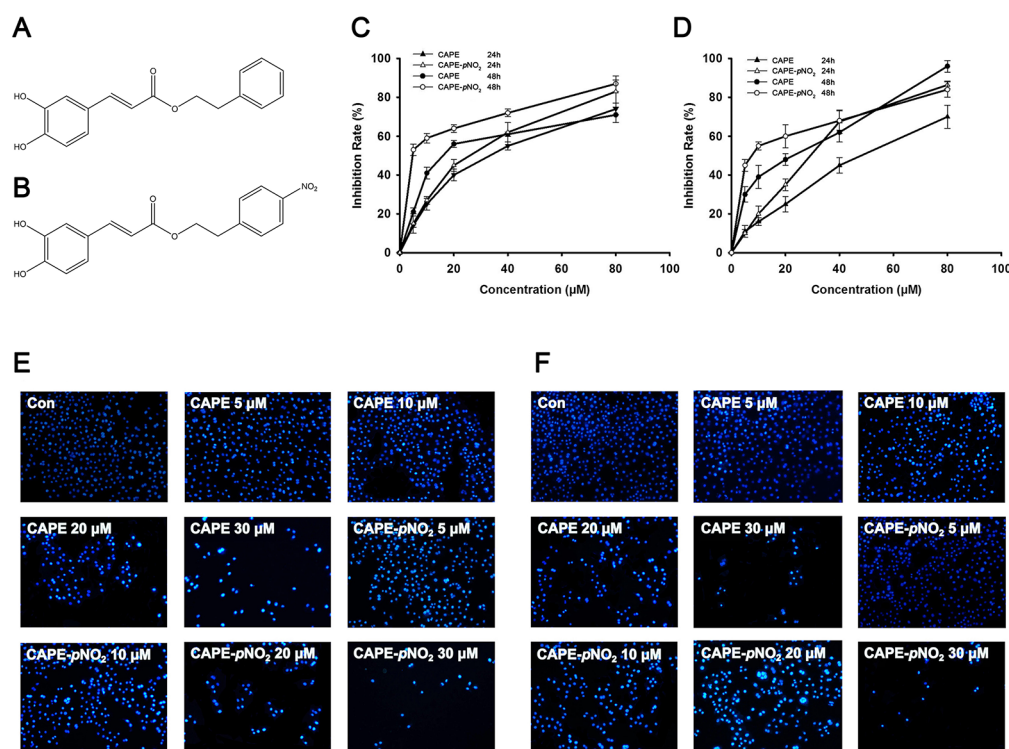 A
HO
HO
O
O
B
HO
HO
O
O
NO₂
C
CAPE 24h
CAPE-pNO₂ 24h
CAPE 48h
CAPE-pNO₂ 48h
100
80
60
40
20
0
Inhibition Rate (%)
0 20 40 60 80 100
Concentration (µM)
D
CAPE 24h
CAPE-pNO₂ 24h
CAPE 48h
CAPE-pNO₂ 48h
100
80
60
40
20
0
Inhibition Rate (%)
0 20 40 60 80 100
Concentration (µM)
E
Con CAPE 5 µM CAPE 10 µM
CAPE 20 µM CAPE 30 µM CAPE-pNO₂ 5 µM
CAPE-pNO₂ 10 µM CAPE-pNO₂ 20 µM CAPE-pNO₂ 30 µM
F
Con CAPE 5 µM CAPE 10 µM
CAPE 20 µM CAPE 30 µM CAPE-pNO₂ 5 µM
CAPE-pNO₂ 10 µM CAPE-pNO₂ 20 µM CAPE-pNO₂ 30 µM